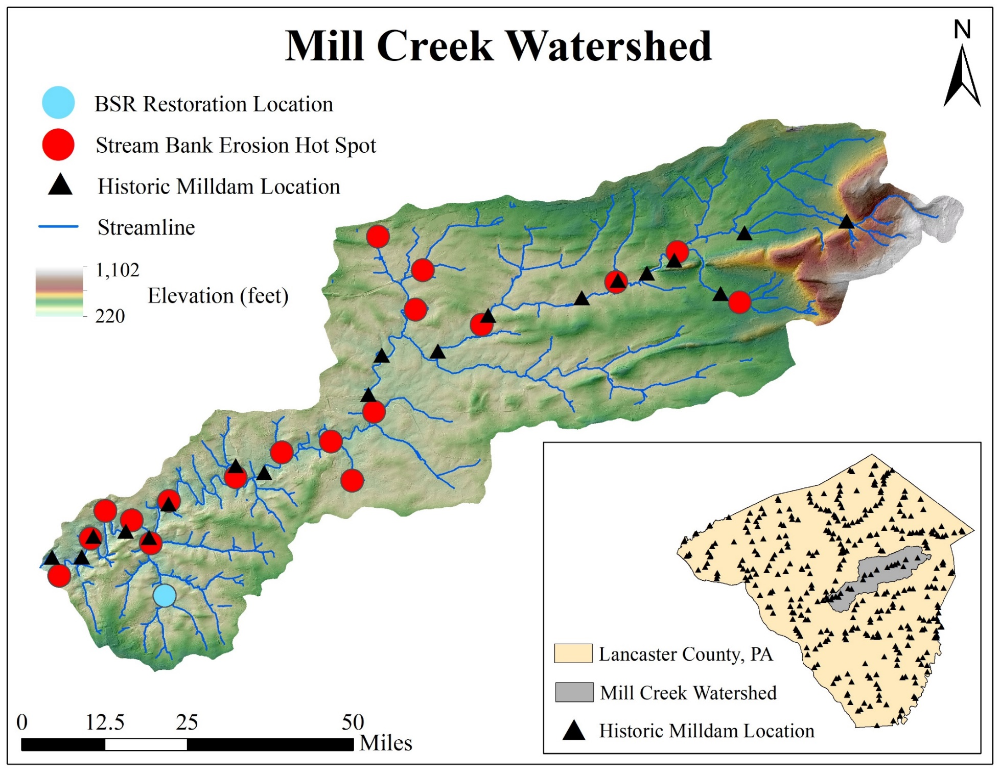 Mill Creek Watershed
N
BSR Restoration Location
Stream Bank Erosion Hot Spot
Historic Milldam Location
Streamline
1,102
Elevation (feet)
220
0 12.5 25 50
Miles
Lancaster County, PA
Mill Creek Watershed
Historic Milldam Location